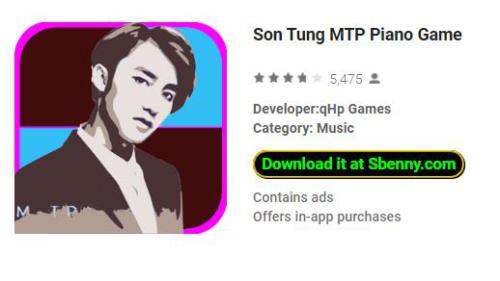 Son Tung MTP Piano Game
5,475
Developer:qHp Games
Category: Music
Download it at Sbenny.com
Contains ads
Offers in-app purchases
M TP